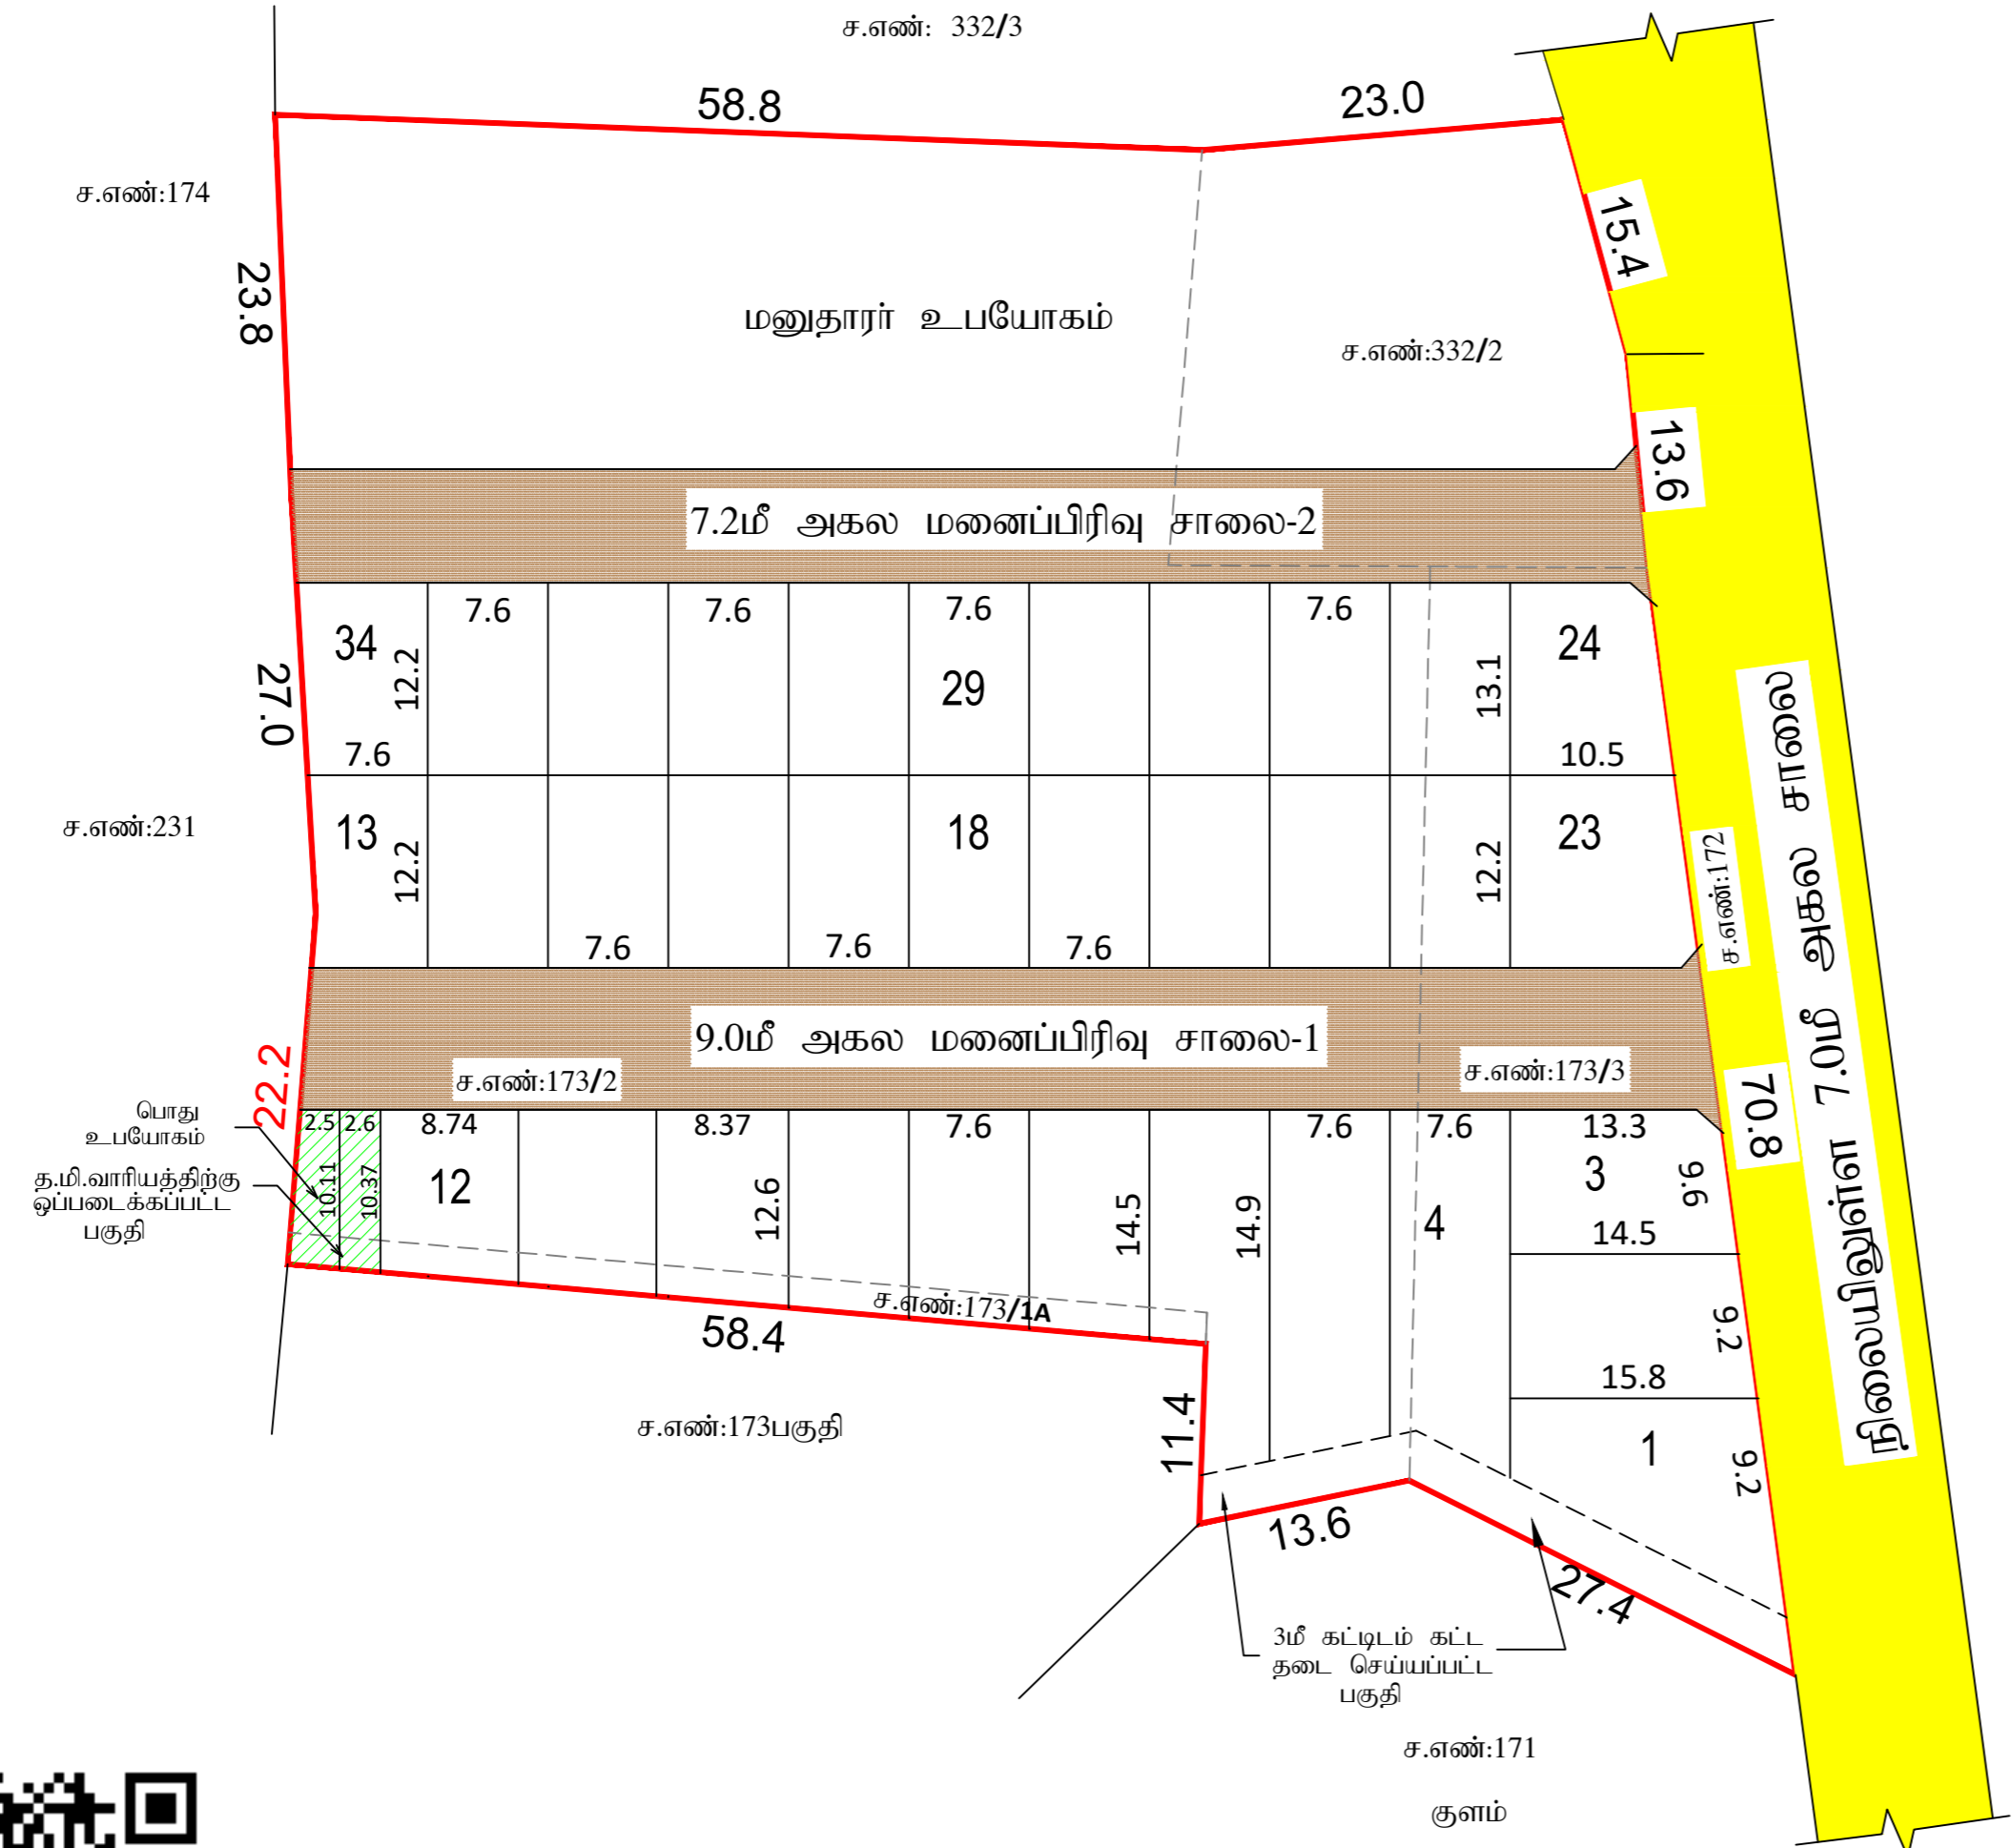 ச.எண்: 332/3
58.8
23.0
ச.எண்:174
15.4
23.8
மனுதாரர் உபயோகம்
ச.எண்:332/2
13.6
7.2மீ அகல மனைப்பிரிவு சாலை-2
7.6
7.6
7.6
7.6
34
12.2
29
13.1
24
27.0
7.6
10.5
நிலைபெறுவள்ள 7.0மீ அகல சாலை
ச.எண்:231
13
12.2
18
12.2
23
ச.எண்:172
7.6
7.6
7.6
9.0மீ அகல மனைப்பிரிவு சாலை-1
22.2
ச.எண்:173/2
ச.எண்:173/3
70.8
பொது
உபயோகம்
2.5
2.6
8.74
8.37
7.6
7.6
7.6
13.3
த.மி.வாரியத்திற்கு
ஒப்படைக்கப்பட்ட
பகுதி
10.11
10.37
12
12.6
14.5
14.9
4
3
9.6
14.5
ச.எண்:173/1A
58.4
9.2
15.8
ச.எண்:173பகுதி
11.4
1
9.2
13.6
27.4
3மீ கட்டிடம் கட்ட
தடை செய்யப்பட்ட
பகுதி
ச.எண்:171
குளம்